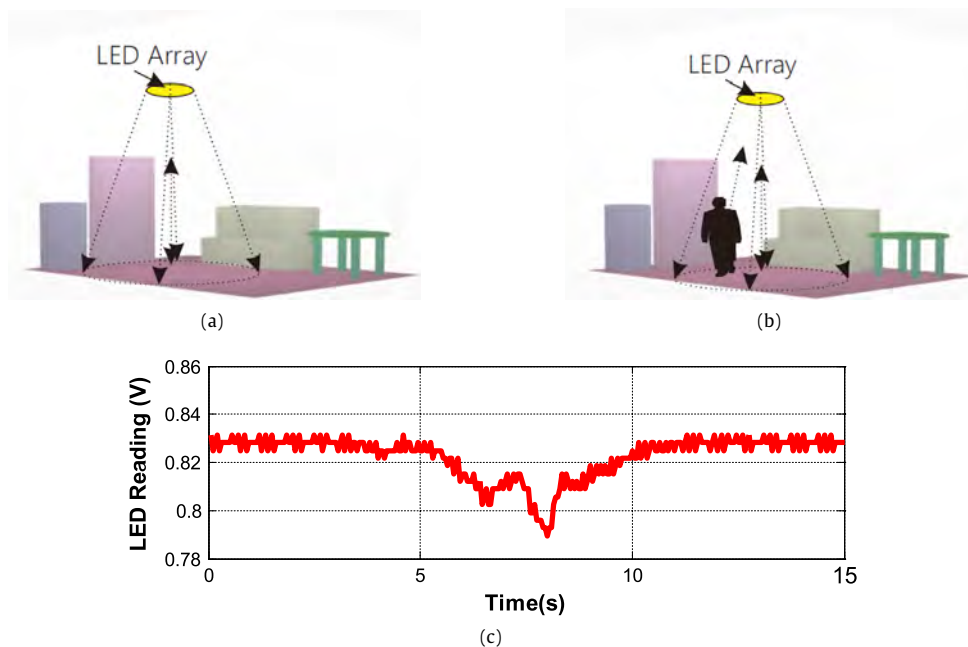 LED Array
LED Array
(a)
(b)
0.86
0.84
0.82
0.8
0.78
LED Reading (V)
0
5
10
15
Time(s)
(c)